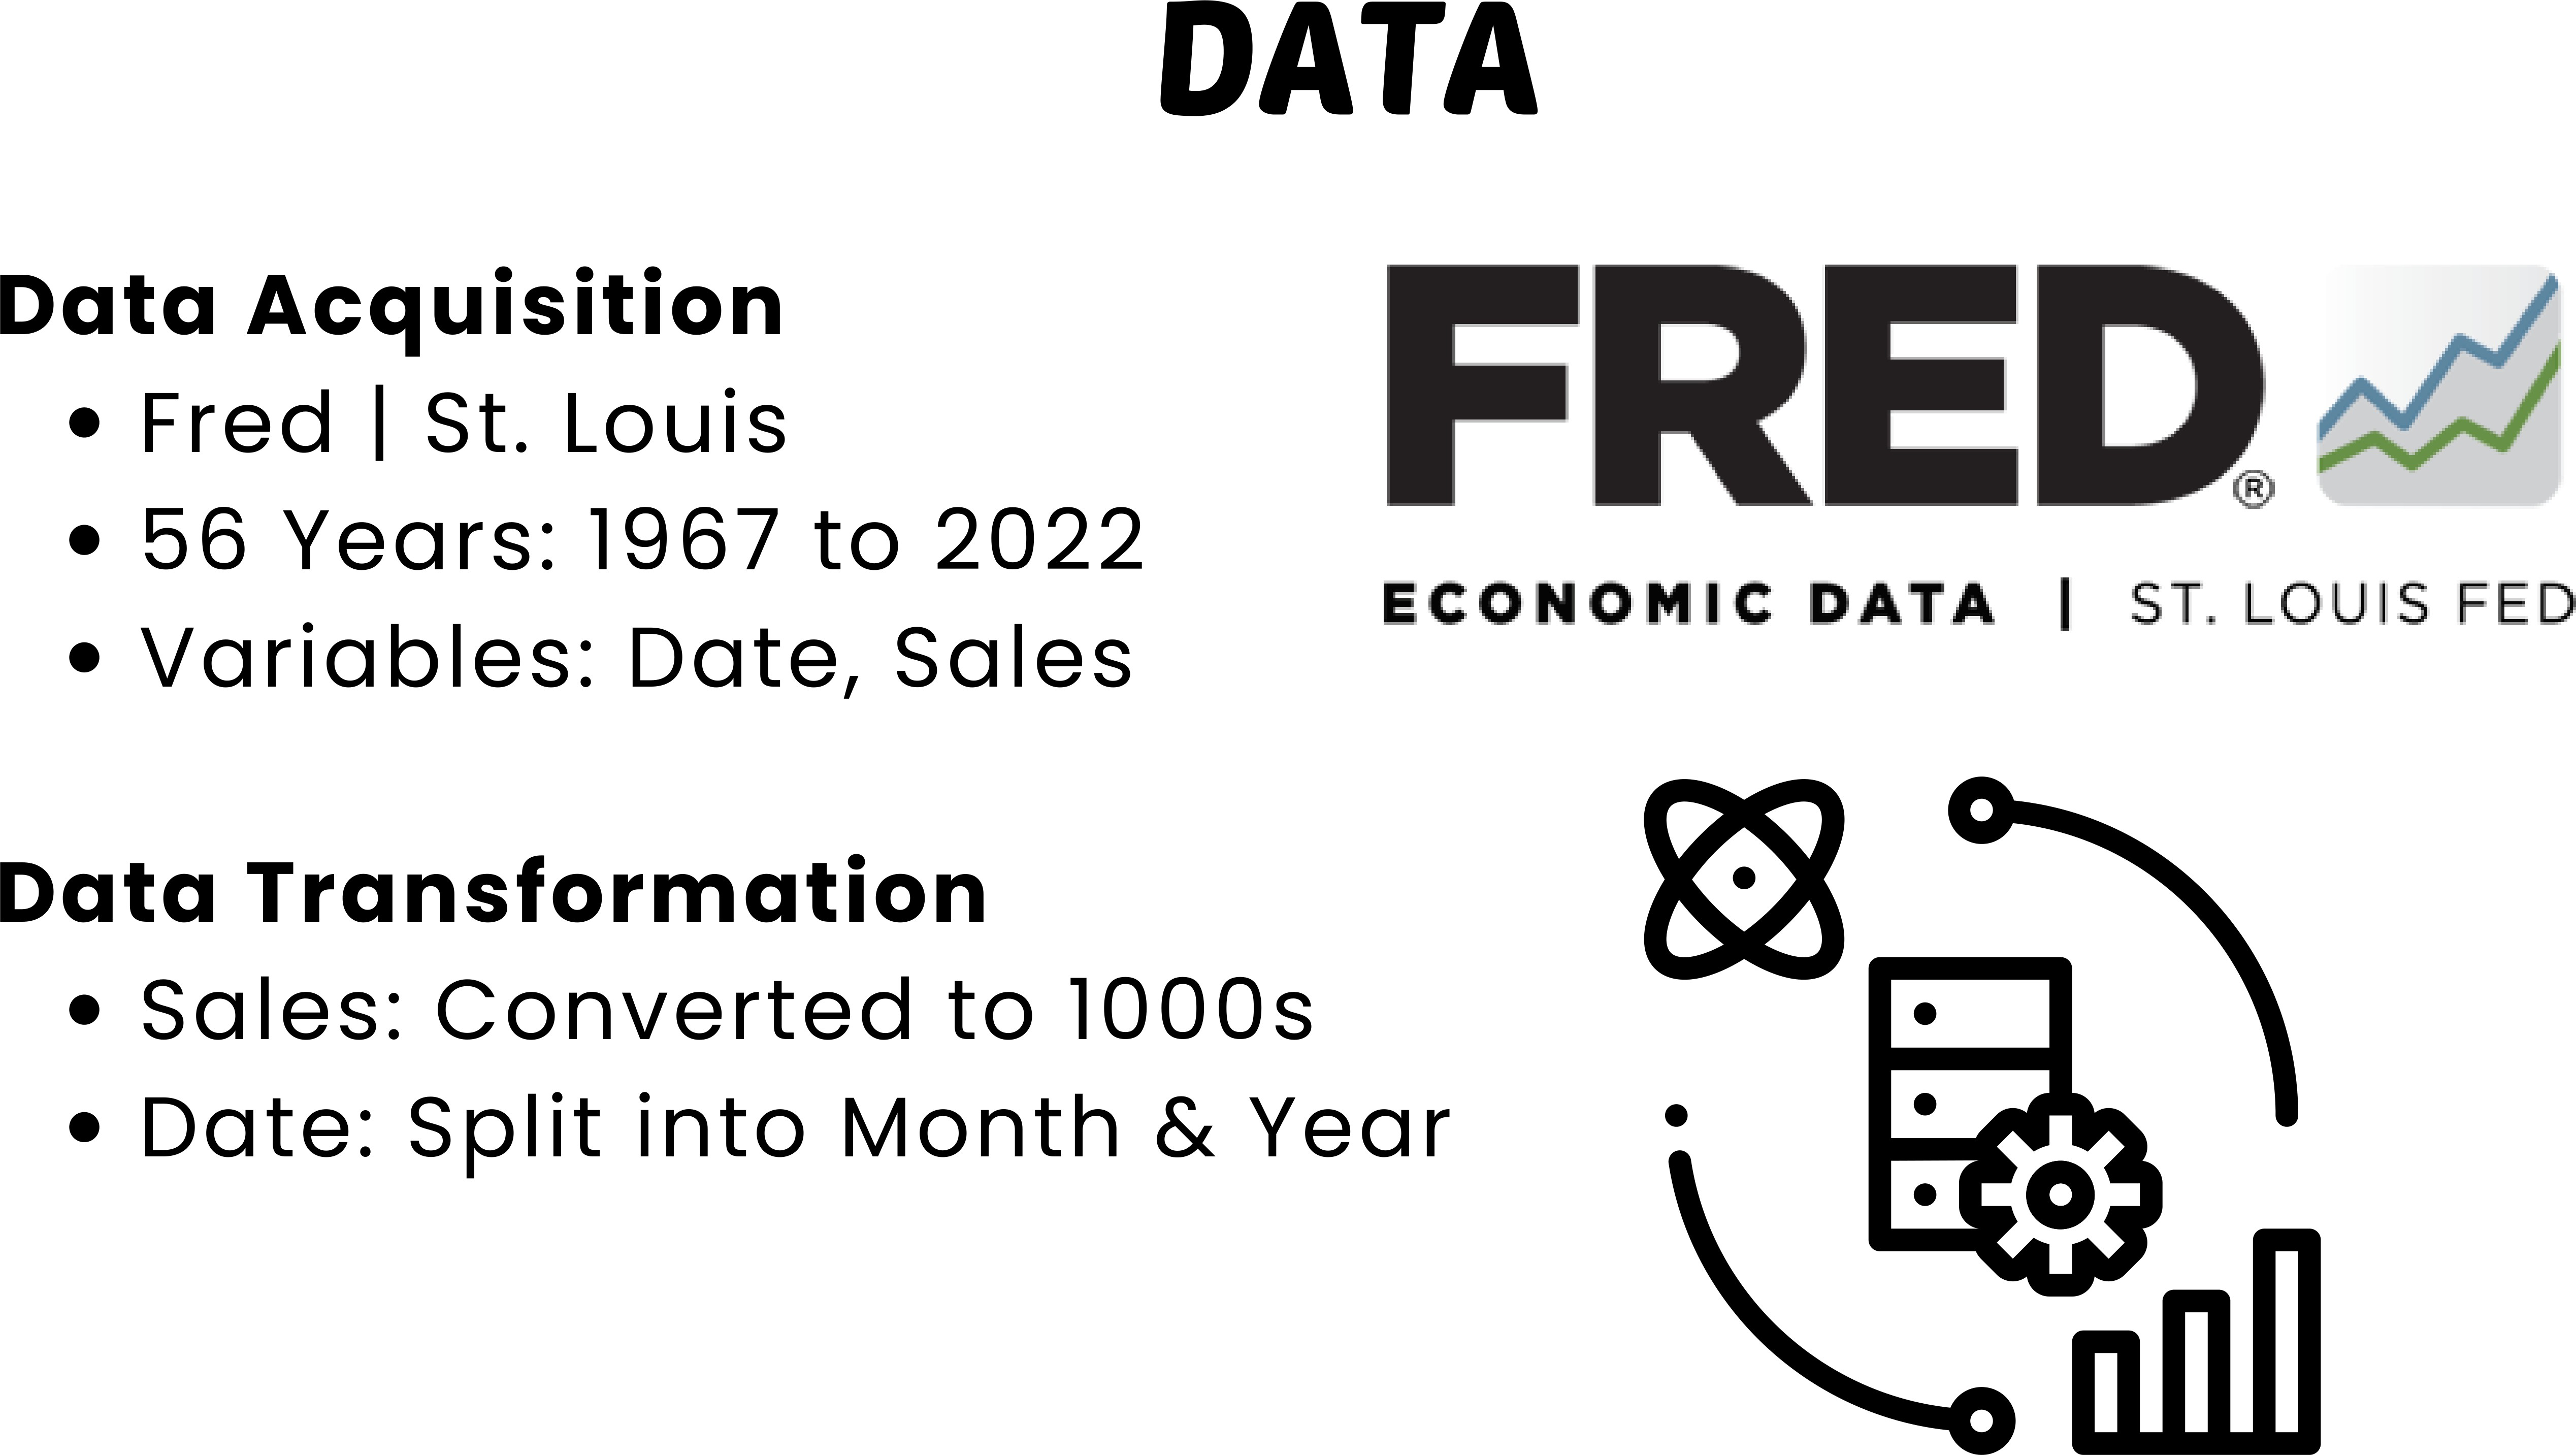 DATA
Data Acquisition
• Fred | St. Louis
• 56 Years: 1967 to 2022
• Variables: Date, Sales
FRED®
ECONOMIC DATA | ST. LOUIS FED
Data Transformation
• Sales: Converted to 1000s
• Date: Split into Month & Year